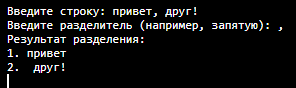 Введите строку: привет, друг!
Введите разделитель (например, запятую): ,
Результат разделения:
1. привет
2.  друг!